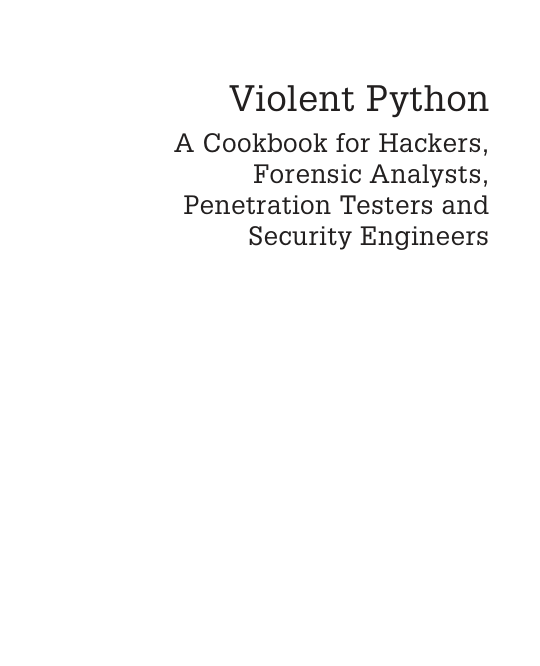 Violent Python
A Cookbook for Hackers,
Forensic Analysts,
Penetration Testers and
Security Engineers